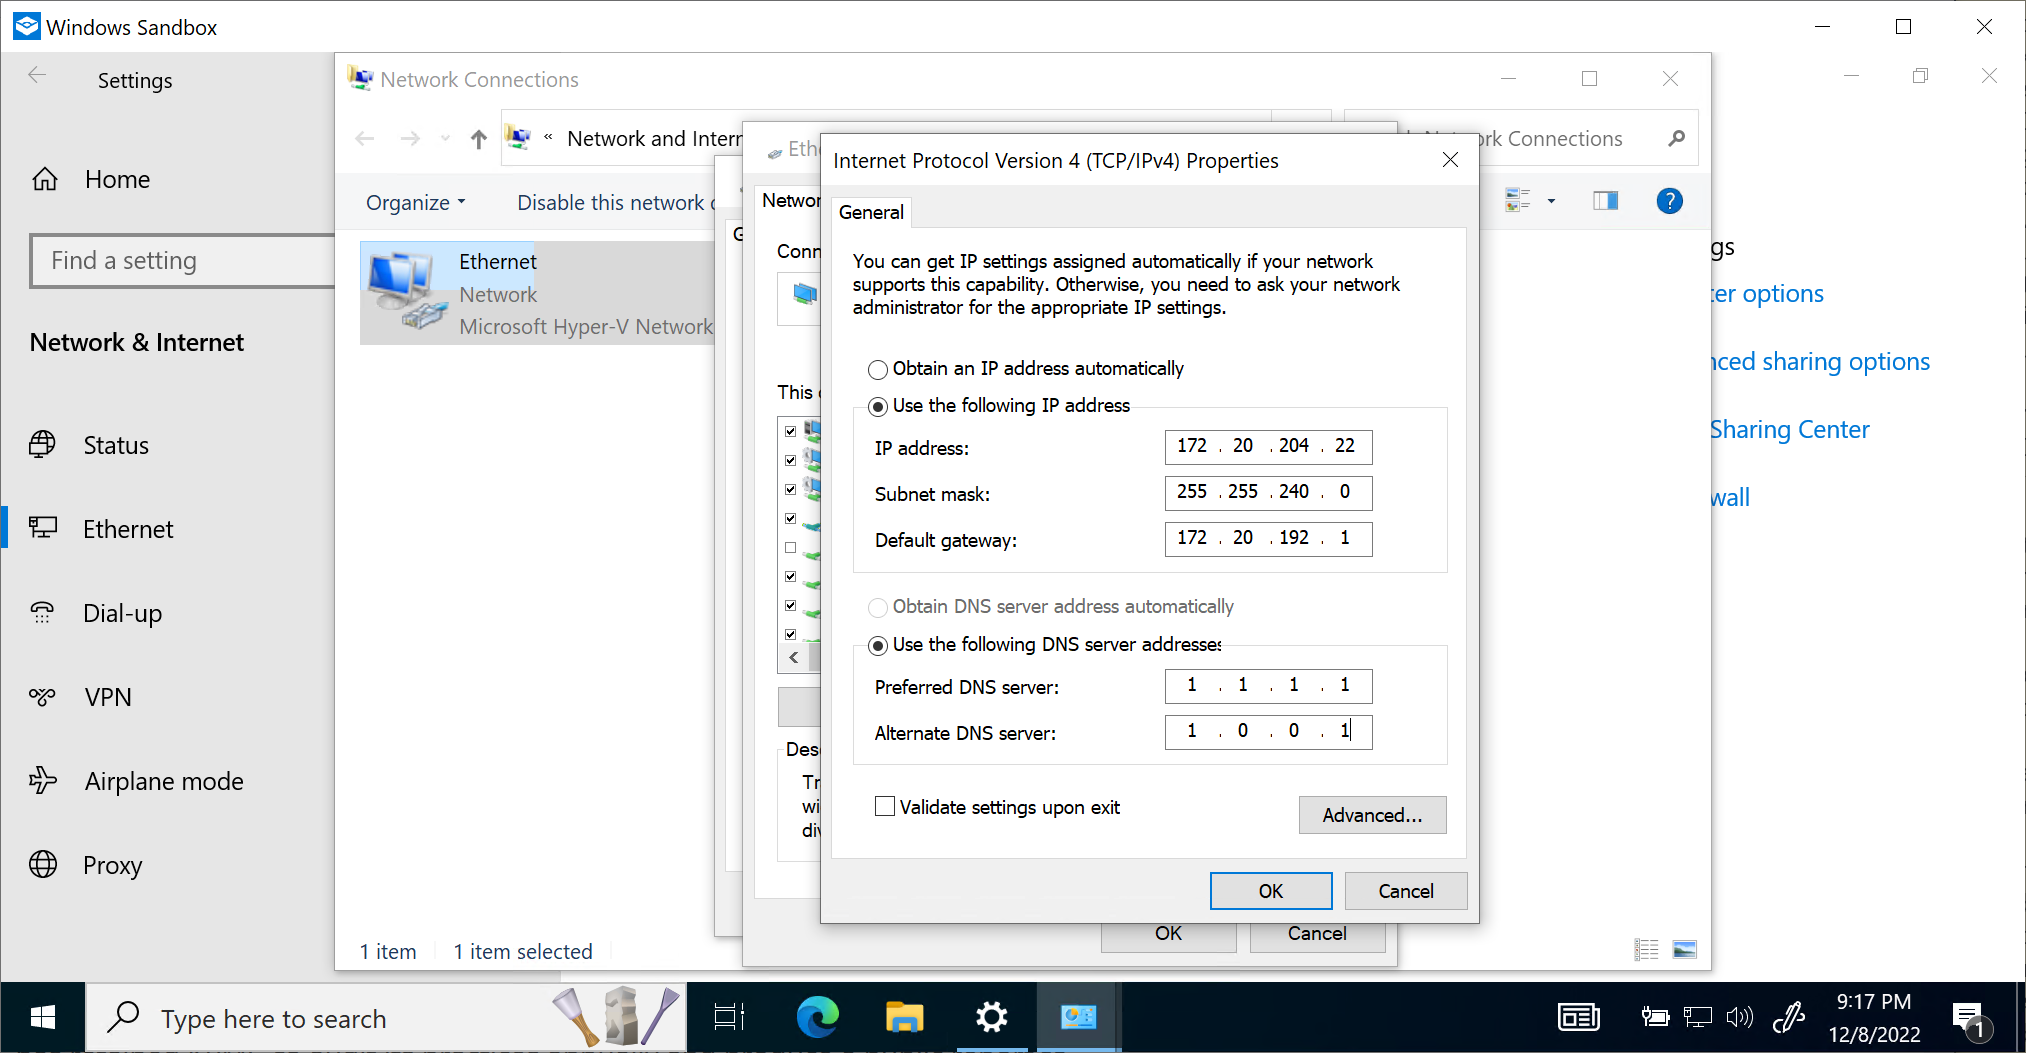 Windows Sandbox
Settings
Home
Find a setting
Network & Internet
Status
Ethernet
Dial-up
VPN
Airplane mode
Proxy
Network Connections
« Network and Intern
rk Connections
Organize
Disable this network
Ethernet
Network
Microsoft Hyper-V Network
1 item
1 item selected
Ethe
Networ
Conn
This
Des
Tr
wi
div
OK
Cancel
Internet Protocol Version 4 (TCP/IPv4) Properties
General
You can get IP settings assigned automatically if your network
supports this capability. Otherwise, you need to ask your network
administrator for the appropriate IP settings.
Obtain an IP address automatically
Use the following IP address
IP address: 172 . 20 . 204 . 22
Subnet mask: 255 . 255 . 240 . 0
Default gateway: 172 . 20 . 192 . 1
Obtain DNS server address automatically
Use the following DNS server addresses
Preferred DNS server: 1 . 1 . 1 . 1
Alternate DNS server: 1 . 0 . 0 . 1
Validate settings upon exit
Advanced...
OK
Cancel
gs
er options
nced sharing options
Sharing Center
wall
Type here to search
9:17 PM
12/8/2022
1